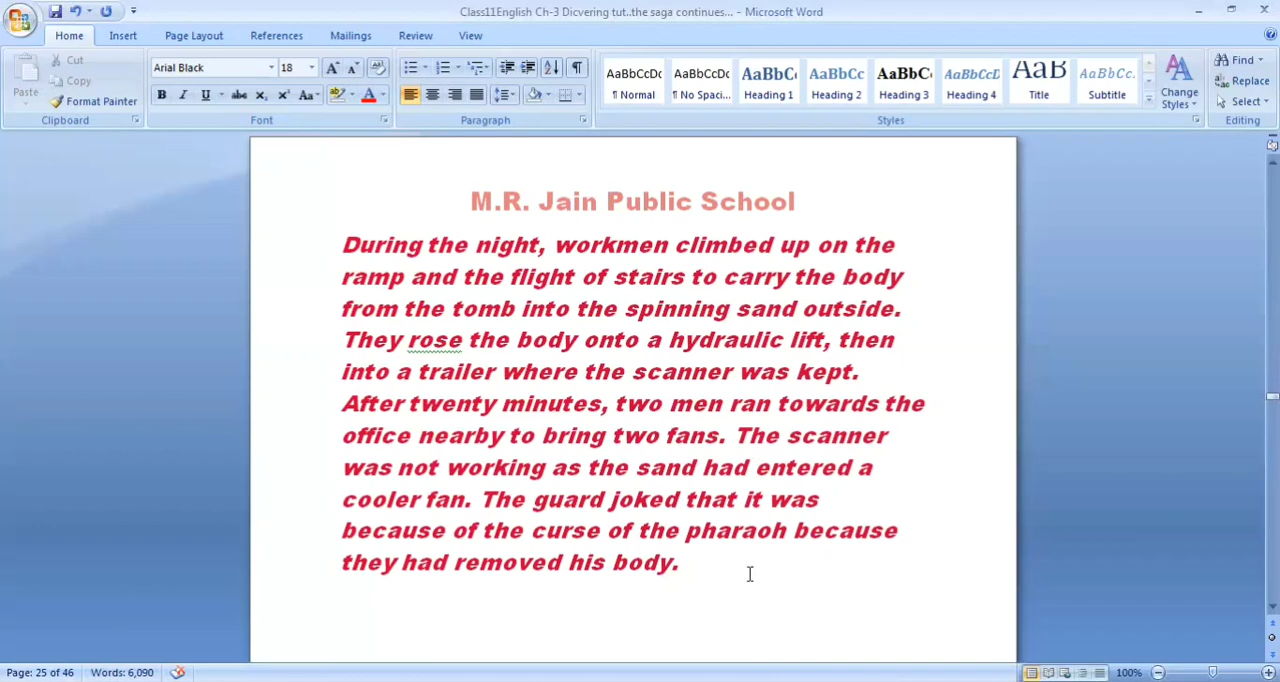 Class11English Ch-3 Dicvering tut..the saga continues... - Microsoft Word
Home Insert Page Layout References Mailings Review View
Paste
Cut
Copy
Format Painter
Clipboard
Arial Black 18
Font
Paragraph
AaBbCcDc AaBbCcDc AaBbC AaBbCc AaBbC AaBbCcD AaB AaBbCc.
¶ Normal ¶ No Spaci... Heading 1 Heading 2 Heading 3 Heading 4 Title Subtitle
Change Styles
Styles
Find
Replace
Select
Editing
M.R. Jain Public School
During the night, workmen climbed up on the
ramp and the flight of stairs to carry the body
from the tomb into the spinning sand outside.
They rose the body onto a hydraulic lift, then
into a trailer where the scanner was kept.
After twenty minutes, two men ran towards the
office nearby to bring two fans. The scanner
was not working as the sand had entered a
cooler fan. The guard joked that it was
because of the curse of the pharaoh because
they had removed his body.
Page: 25 of 46 Words: 6,090 100%